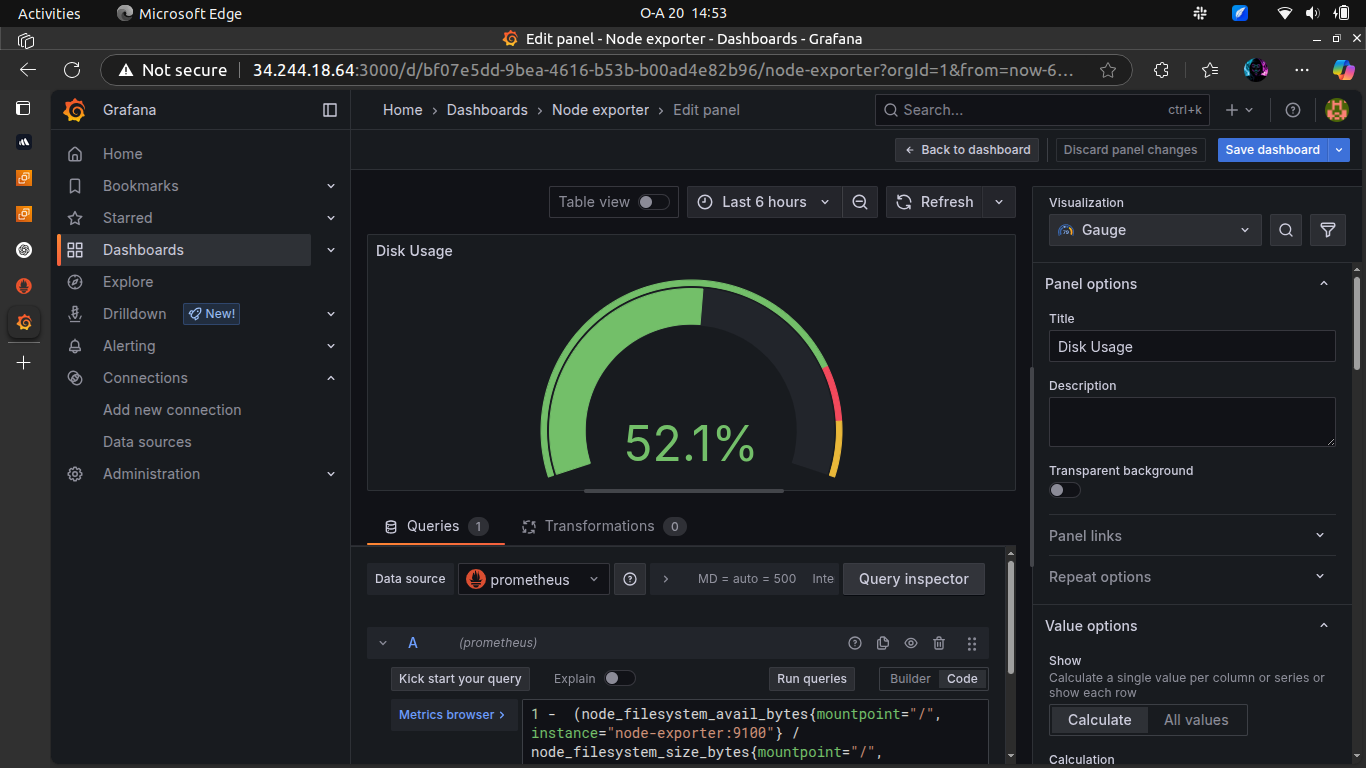 Activities
Microsoft Edge
O-A 20 14:53
Edit panel - Node exporter - Dashboards - Grafana
Not secure
34.244.18.64:3000/d/bf07e5dd-9bea-4616-b53b-b00ad4e82b96/node-exporter?orgId=1&from=now-6…
Grafana
Home › Dashboards › Node exporter › Edit panel
Search...
ctrl+k
Back to dashboard
Discard panel changes
Save dashboard
Home
Bookmarks
Starred
Dashboards
Explore
Drilldown
New!
Alerting
Connections
Add new connection
Data sources
Administration
Table view
Last 6 hours
Refresh
Disk Usage
52.1%
Queries 1
Transformations 0
Data source
prometheus
MD = auto = 500
Inte
Query inspector
A
(prometheus)
Kick start your query
Explain
Run queries
Builder
Code
Metrics browser >
1 -  (node_filesystem_avail_bytes{mountpoint="/",
instance="node-exporter:9100"} /
node_filesystem_size_bytes{mountpoint="/",
Visualization
Gauge
Panel options
Title
Disk Usage
Description
Transparent background
Panel links
Repeat options
Value options
Show
Calculate a single value per column or series or
show each row
Calculate
All values
Calculation